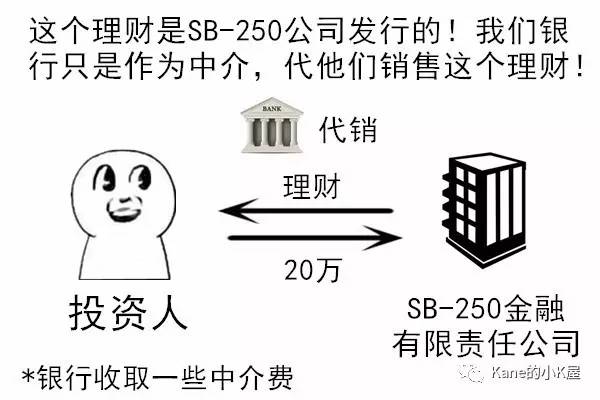 这个理财是SB-250公司发行的！我们银
行只是作为中介，代他们销售这个理财！
BANK
代销
理财
20万
投资人
SB-250金融
有限责任公司
*银行收取一些中介费
Kane的小K屋